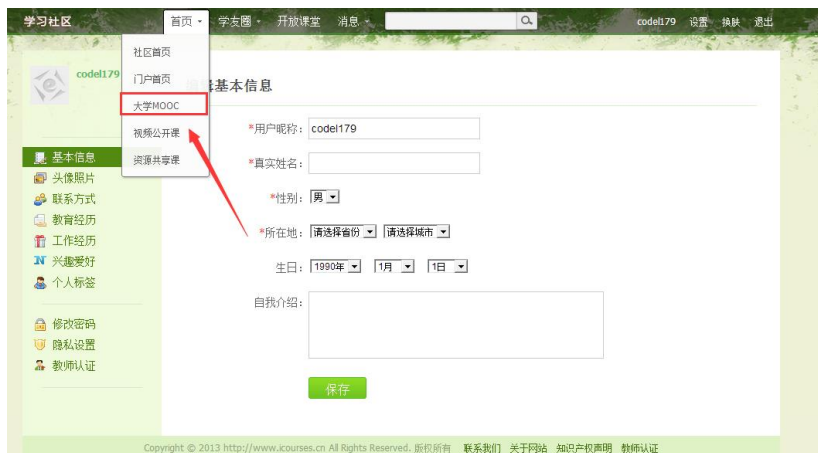 学习社区 首页 学友圈 开放课堂 消息 codel179 设置 换肤 退出
社区首页
门户首页
大学MOOC
视频公开课
资源共享课
codel179
辑基本信息
*用户昵称: codel179
*真实姓名:
*性别: 男
*所在地: 请选择省份 请选择城市
生日: 1990年 1月 1日
自我介绍:
保存
基本信息
头像照片
联系方式
教育经历
工作经历
兴趣爱好
个人标签
修改密码
隐私设置
教师认证
Copyright © 2013 http://www.icourses.cn All Rights Reserved. 版权所有 联系我们 关于网站 知识产权声明 教师认证